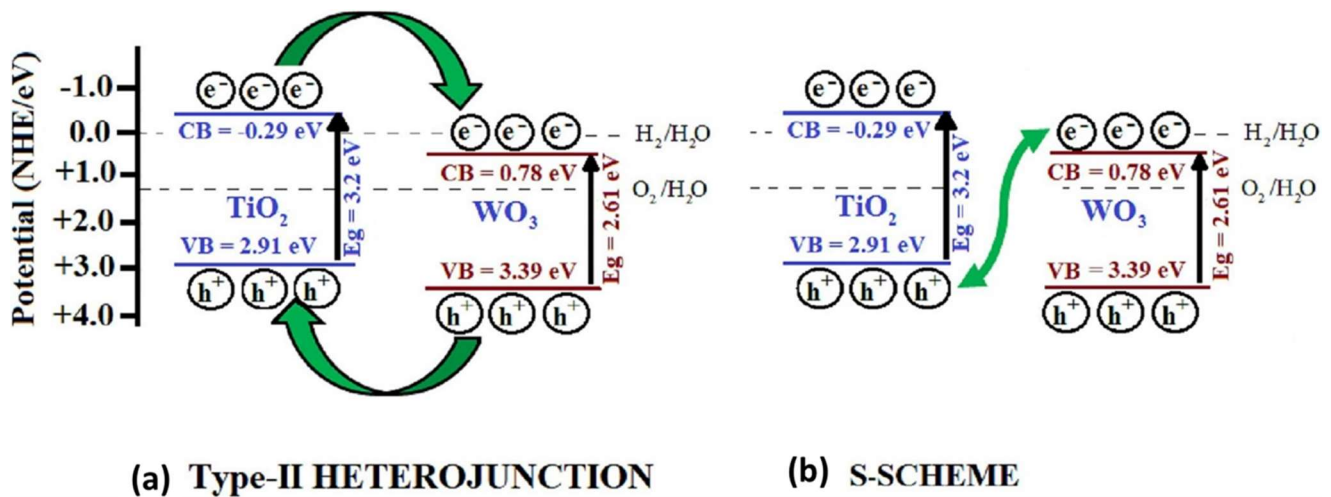 Potential (NHE/eV)
-1.0
0.0
+1.0
+2.0
+3.0
+4.0
e⁻ e⁻ e⁻
CB = -0.29 eV
Eg = 3.2 eV
TiO₂
VB = 2.91 eV
h⁺ h⁺ h⁺
e⁻ e⁻ e⁻
CB = 0.78 eV
Eg = 2.61 eV
WO₃
VB = 3.39 eV
h⁺ h⁺ h⁺
H₂/H₂O
O₂/H₂O
(a) Type-II HETEROJUNCTION
e⁻ e⁻ e⁻
CB = -0.29 eV
Eg = 3.2 eV
TiO₂
VB = 2.91 eV
h⁺ h⁺ h⁺
e⁻ e⁻ e⁻
CB = 0.78 eV
Eg = 2.61 eV
WO₃
VB = 3.39 eV
h⁺ h⁺ h⁺
H₂/H₂O
O₂/H₂O
(b) S-SCHEME